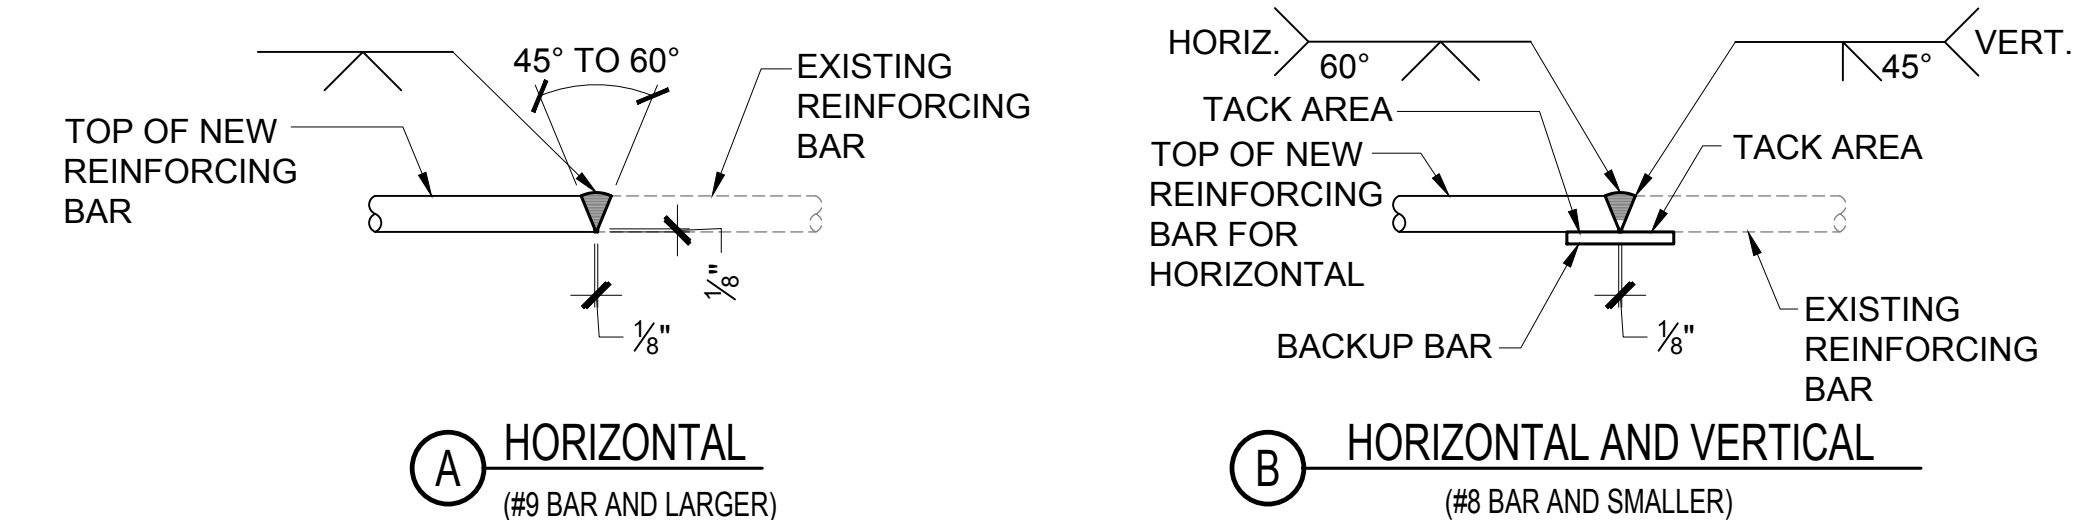 45° TO 60°
EXISTING
REINFORCING
BAR
TOP OF NEW
REINFORCING
BAR
⅛"
⅛"
A
HORIZONTAL
(#9 BAR AND LARGER)
HORIZ.
60°
VERT.
45°
TACK AREA
TACK AREA
TOP OF NEW
REINFORCING
BAR FOR
HORIZONTAL
BACKUP BAR
⅛"
EXISTING
REINFORCING
BAR
B
HORIZONTAL AND VERTICAL
(#8 BAR AND SMALLER)